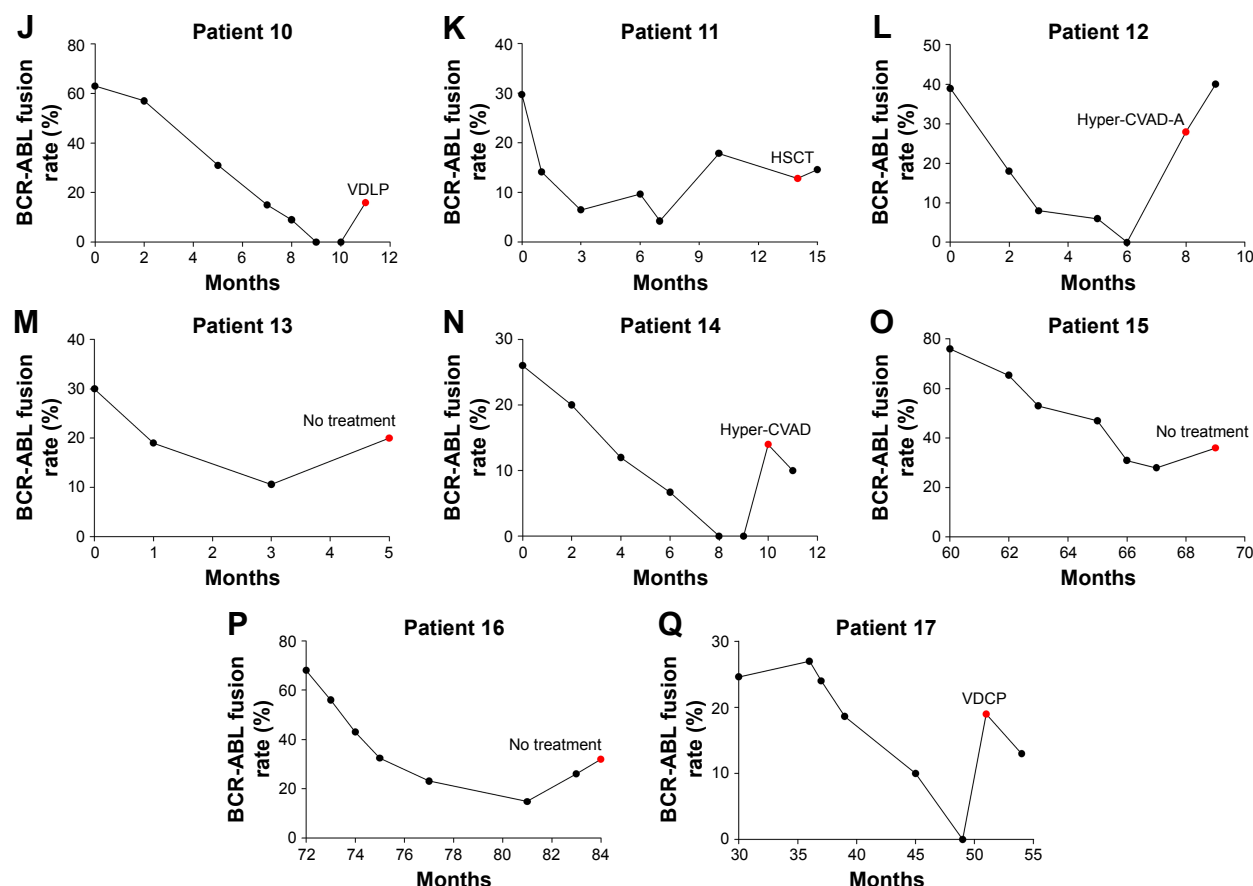 J
Patient 10
BCR-ABL fusion
rate (%)
80
60
40
20
0
VDLP
0 2 4 6 8 10 12
Months
K
Patient 11
BCR-ABL fusion
rate (%)
40
30
20
10
0
HSCT
0 3 6 9 12 15
Months
L
Patient 12
BCR-ABL fusion
rate (%)
50
40
30
20
10
0
Hyper-CVAD-A
0 2 4 6 8 10
Months
M
Patient 13
BCR-ABL fusion
rate (%)
40
30
20
10
0
No treatment
0 1 2 3 4 5
Months
N
Patient 14
BCR-ABL fusion
rate (%)
30
20
10
0
Hyper-CVAD
0 2 4 6 8 10 12
Months
O
Patient 15
BCR-ABL fusion
rate (%)
80
60
40
20
0
No treatment
60 62 64 66 68 70
Months
P
Patient 16
BCR-ABL fusion
rate (%)
80
60
40
20
0
No treatment
72 74 76 78 80 82 84
Months
Q
Patient 17
BCR-ABL fusion
rate (%)
30
20
10
0
VDCP
30 35 40 45 50 55
Months